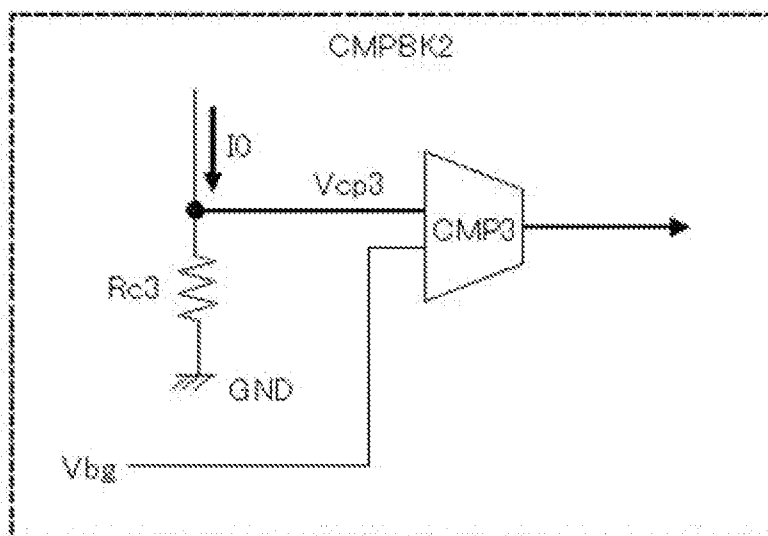 CMPBK2
I0
Vcp3
CMP3
Rc3
GND
Vbg